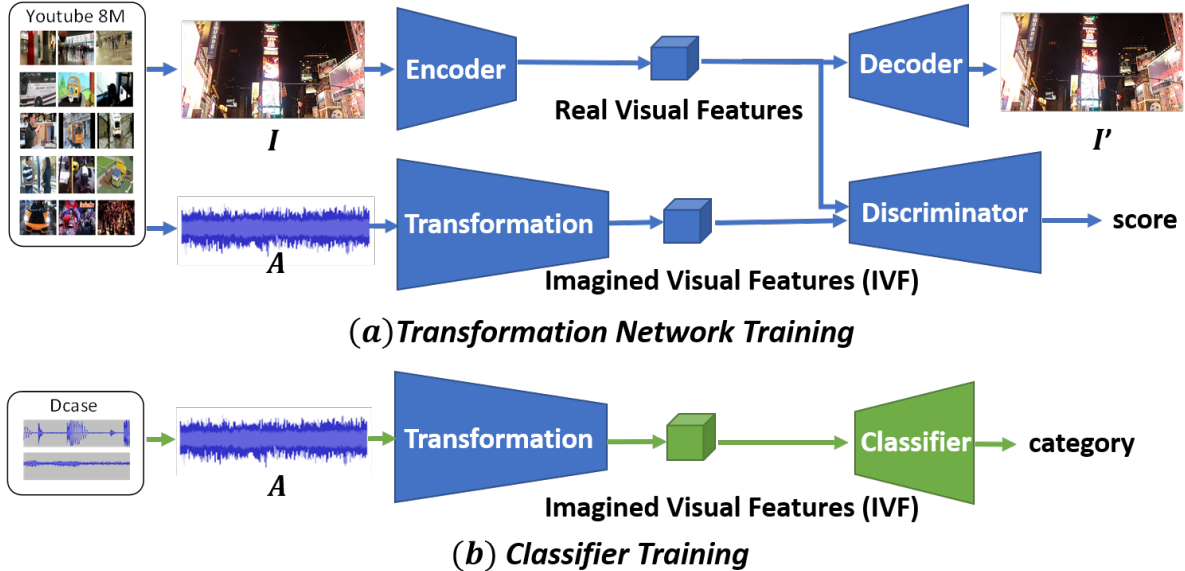 Youtube 8M
Encoder
Decoder
Real Visual Features
I
I’
Transformation
Discriminator
score
A
Imagined Visual Features (IVF)
(a)Transformation Network Training
Dcase
Transformation
Classifier
category
A
Imagined Visual Features (IVF)
(b) Classifier Training